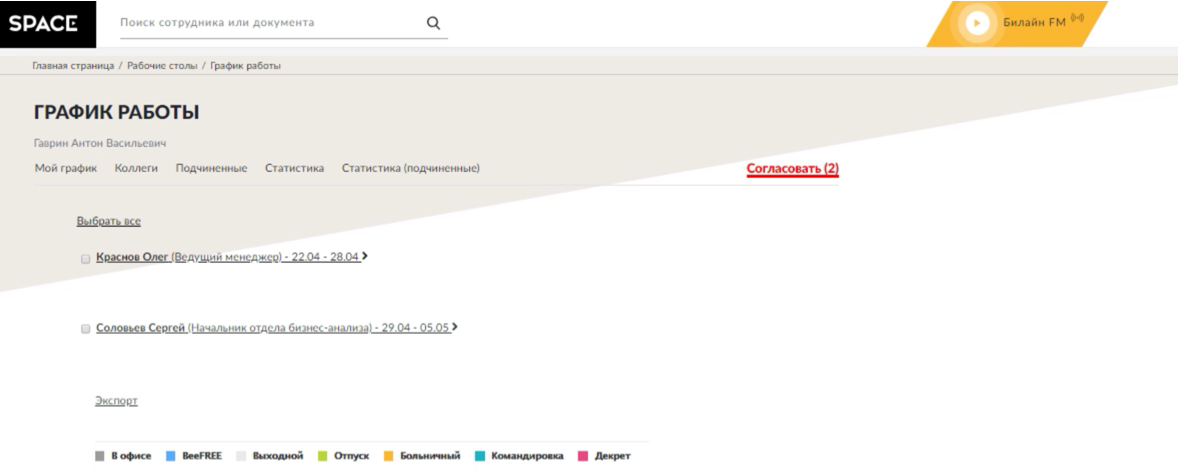 SPACE
Поиск сотрудника или документа
Билайн FM
Главная страница / Рабочие столы / График работы
ГРАФИК РАБОТЫ
Гаврин Антон Васильевич
Мой график Коллеги Подчиненные Статистика Статистика (подчиненные) Согласовать (2)
Выбрать все
Краснов Олег (Ведущий менеджер) - 22.04 - 28.04
Соловьев Сергей (Начальник отдела бизнес-анализа) - 29.04 - 05.05
Экспорт
В офисе BeeFREE Выходной Отпуск Больничный Командировка Декрет